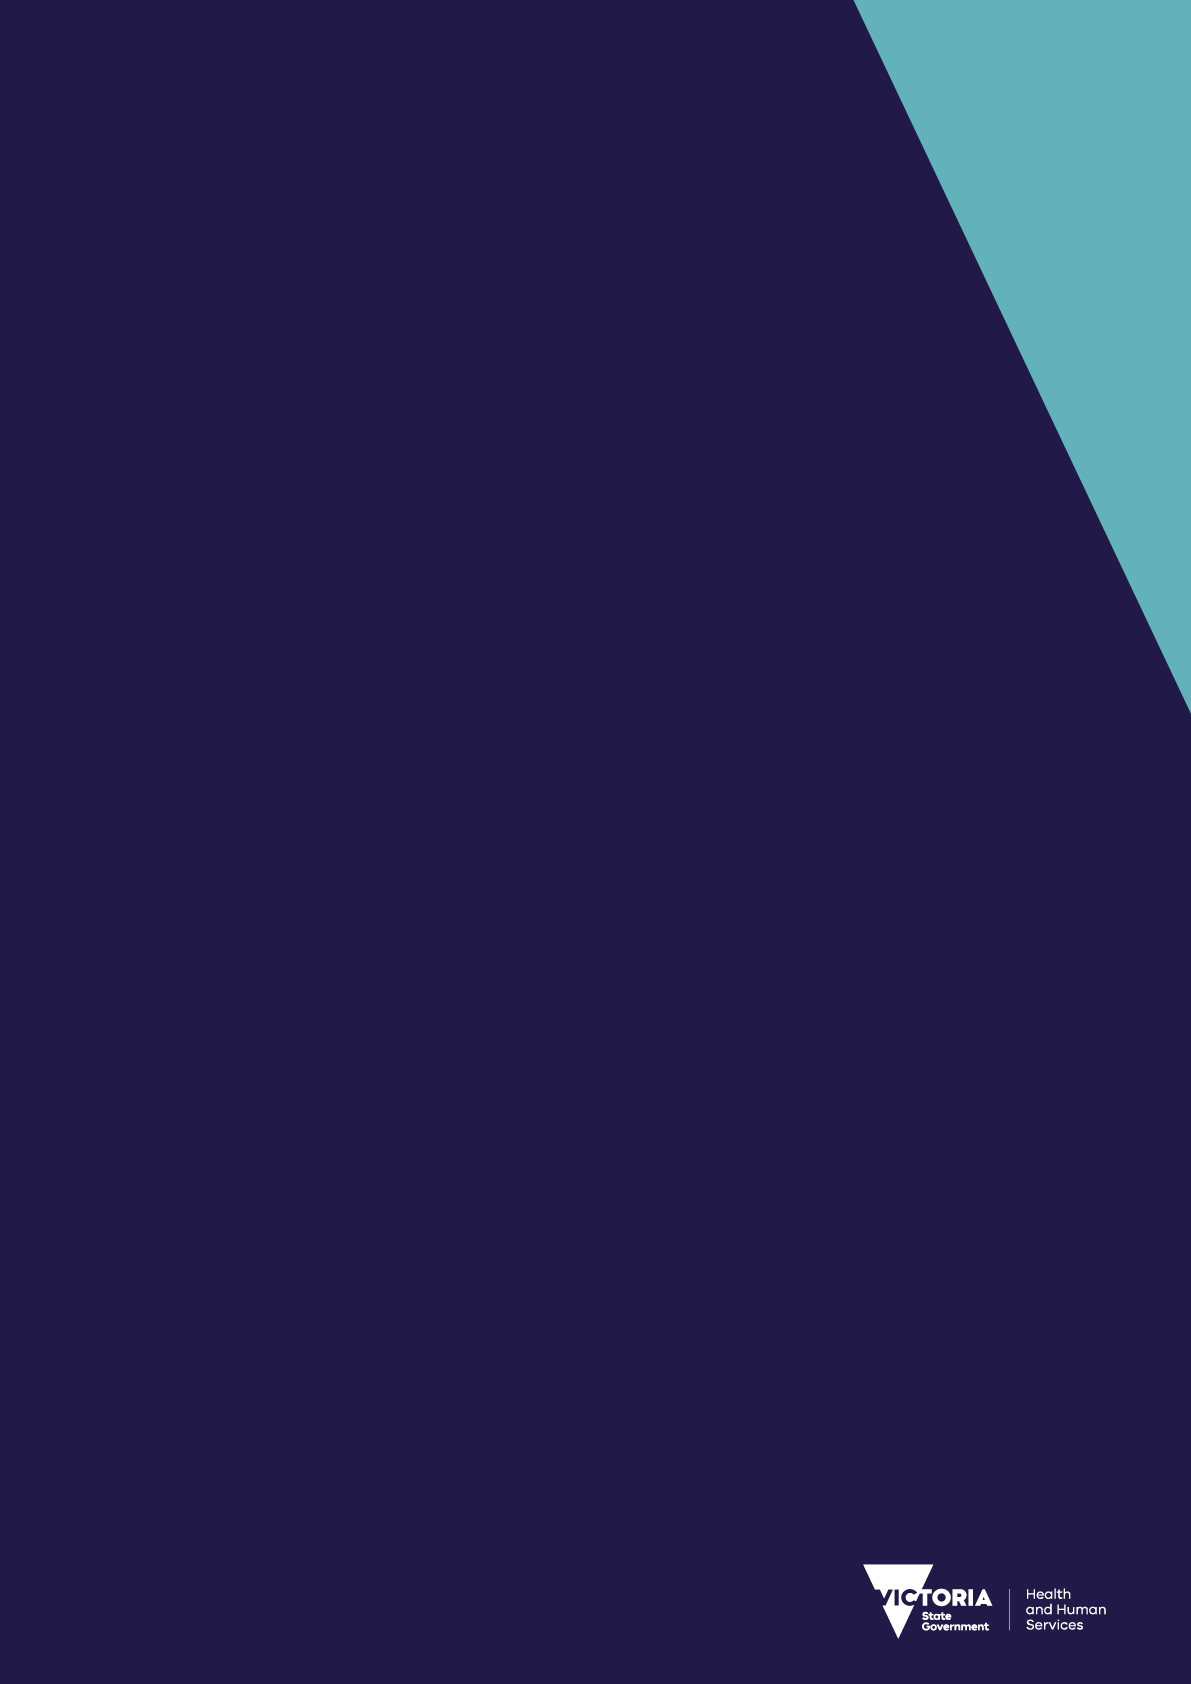 VICTORIA
State
Government
Health
and Human
Services